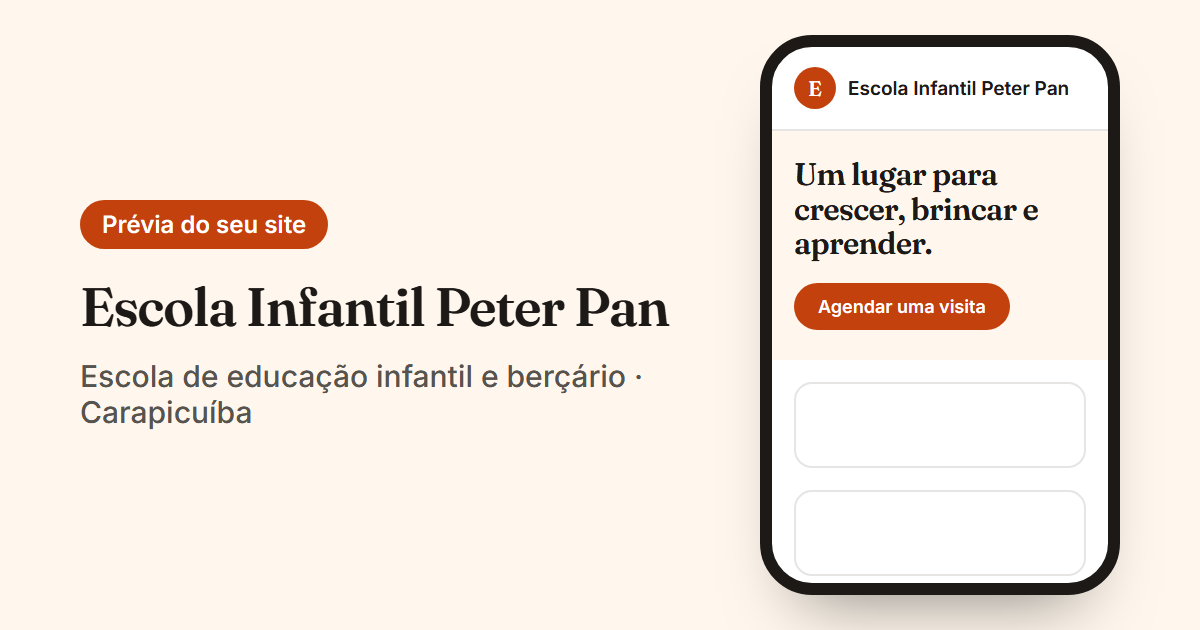 Prévia do seu site
Escola Infantil Peter Pan
Escola de educação infantil e berçário ·
Carapicuíba
E
Escola Infantil Peter Pan
Um lugar para
crescer, brincar e
aprender.
Agendar uma visita